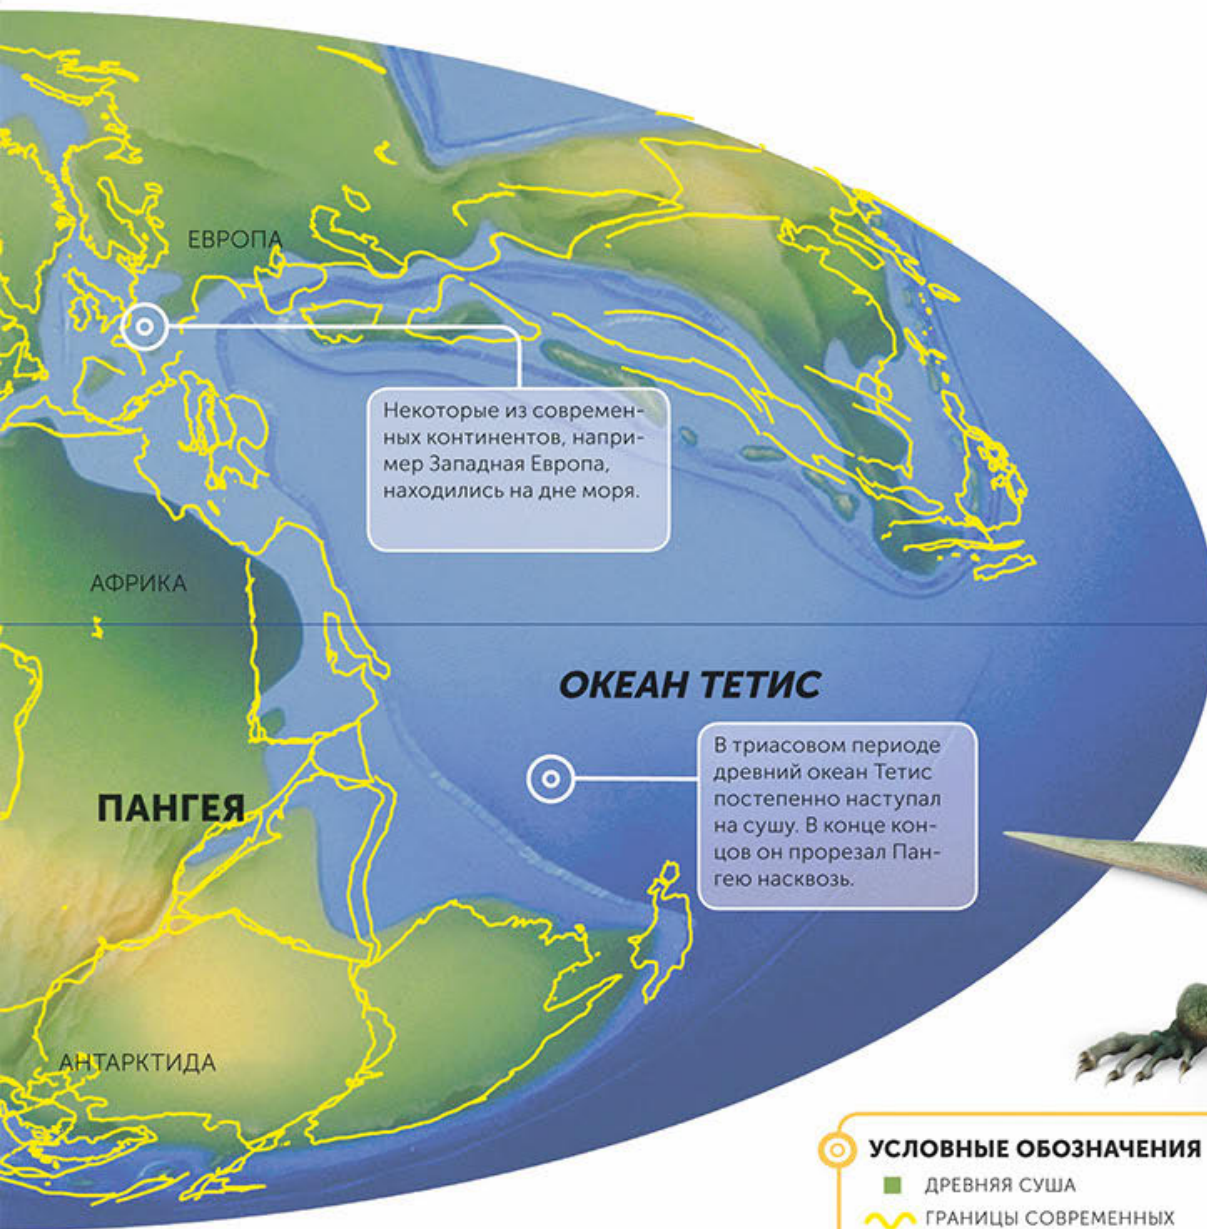 ЕВРОПА
Некоторые из современ-
ных континентов, напри-
мер Западная Европа,
находились на дне моря.
АФРИКА
ОКЕАН ТЕТИС
В триасовом периоде
древний океан Тетис
постепенно наступал
на сушу. В конце кон-
цов он прорезал Пан-
гею насквозь.
ПАНГЕЯ
АНТАРКТИДА
УСЛОВНЫЕ ОБОЗНАЧЕНИЯ
ДРЕВНЯЯ СУША
ГРАНИЦЫ СОВРЕМЕННЫХ